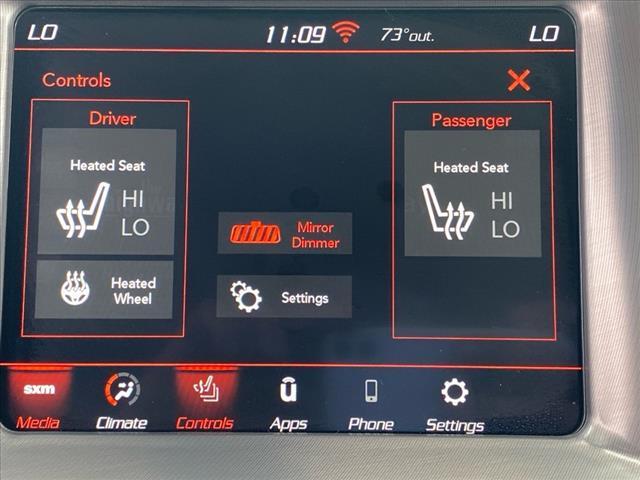 LO 11:09 73°out. LO
Controls
Driver
Passenger
Heated Seat
HI
LO
Heated Seat
HI
LO
Mirror
Dimmer
Heated
Wheel
Settings
sxm
Media Climate Controls Apps Phone Settings